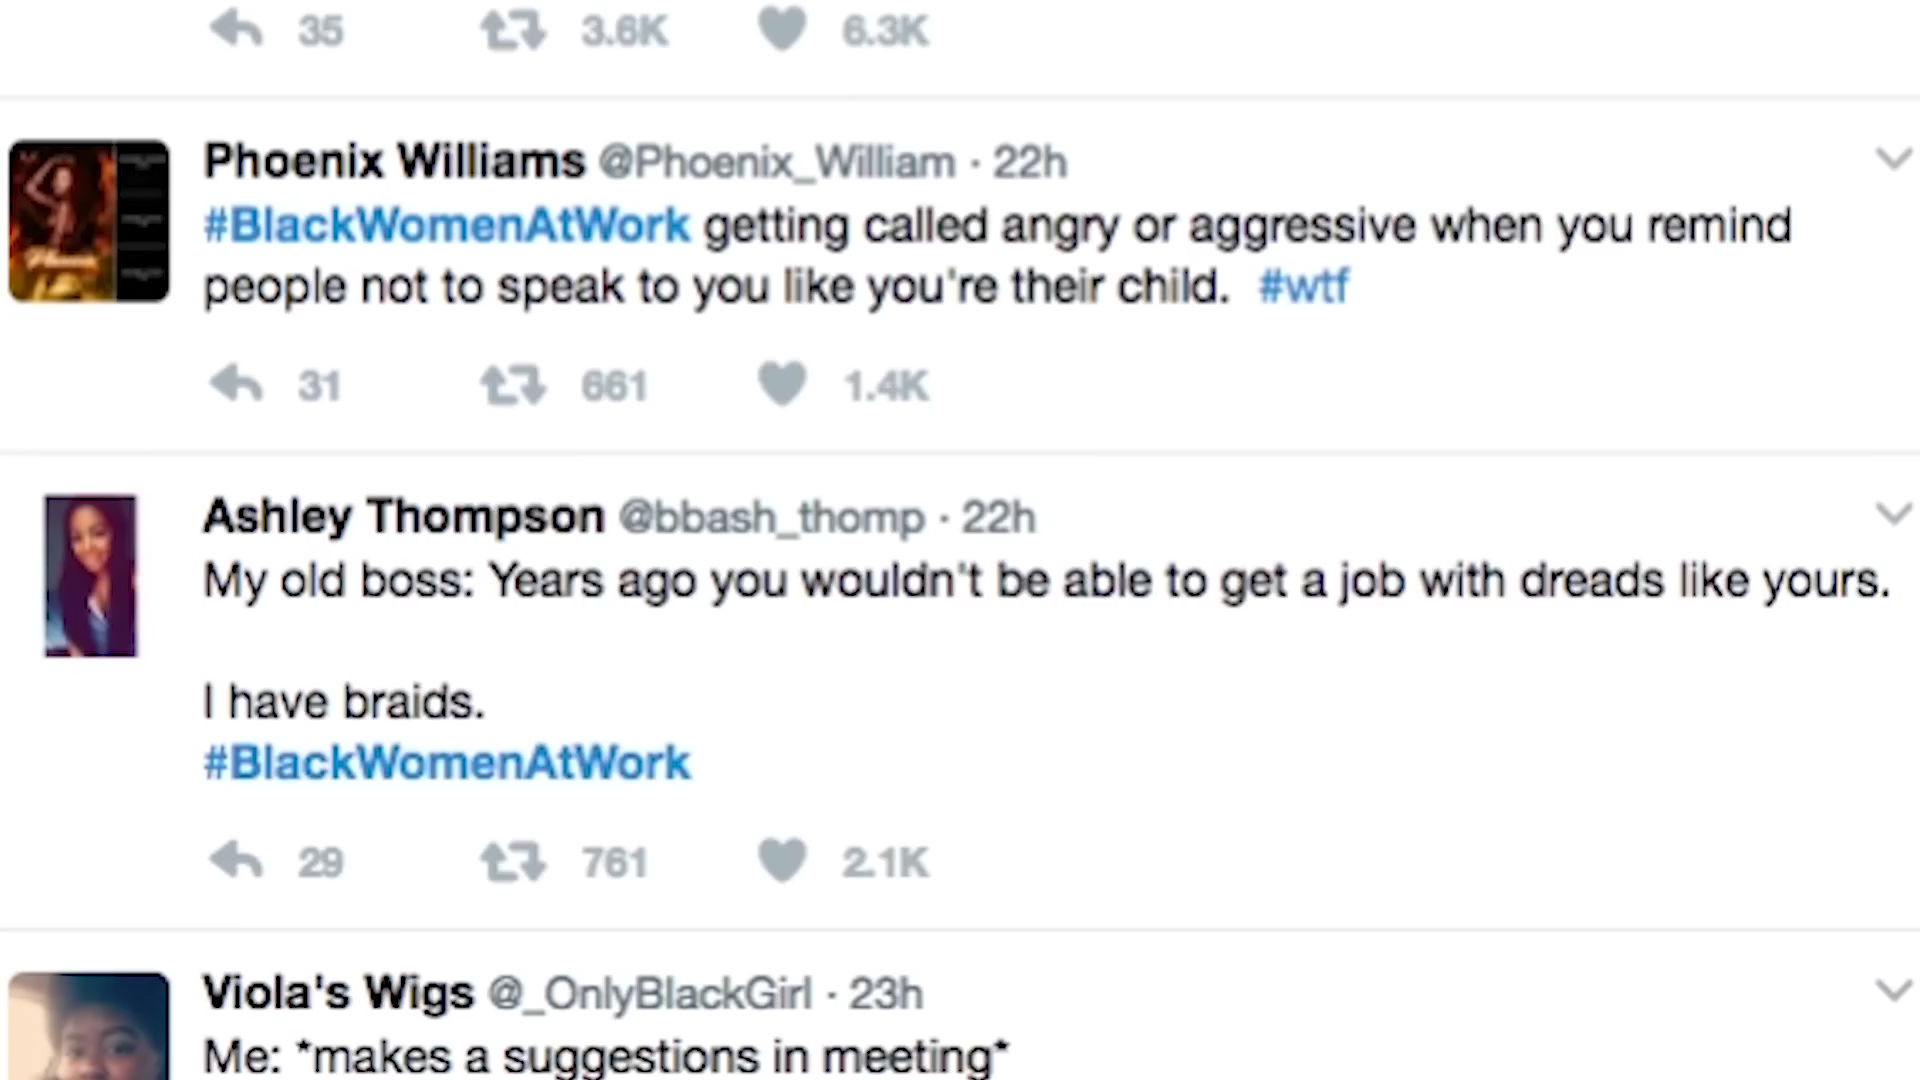 35 3.6K 6.3K
Phoenix Williams @Phoenix_William · 22h
#BlackWomenAtWork getting called angry or aggressive when you remind
people not to speak to you like you're their child. #wtf
31 661 1.4K
Ashley Thompson @bbash_thomp · 22h
My old boss: Years ago you wouldn't be able to get a job with dreads like yours.
I have braids.
#BlackWomenAtWork
29 761 2.1K
Viola's Wigs @_OnlyBlackGirl · 23h
Me: *makes a suggestions in meeting*